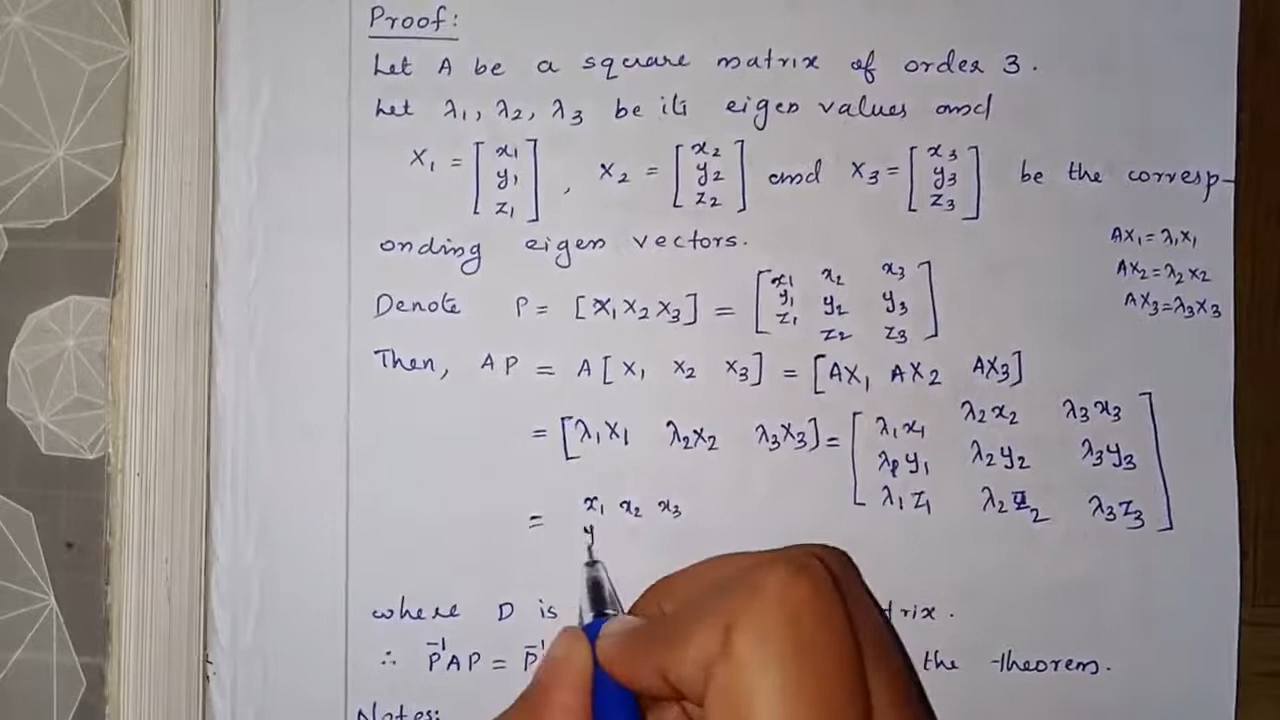 Proof:
Let A be a square matrix of order 3.
Let λ1, λ2, λ3 be its eigen values and
X1 = [x1 y1 z1], X2 = [x2 y2 z2] and X3 = [x3 y3 z3] be the corresp-
onding eigen vectors.
AX1 = λ1X1
AX2 = λ2X2
AX3 = λ3X3
Denote P = [X1 X2 X3] = [x1 x2 x3
y1 y2 y3
z1 z2 z3]
Then, AP = A[X1 X2 X3] = [AX1 AX2 AX3]
= [λ1X1 λ2X2 λ3X3] = [λ1x1 λ2x2 λ3x3
λ1y1 λ2y2 λ3y3
λ1z1 λ2z2 λ3z3]
= x1 x2 x3
y
where D is
∴ P⁻¹AP = P⁻¹ the theorem.
Notes: